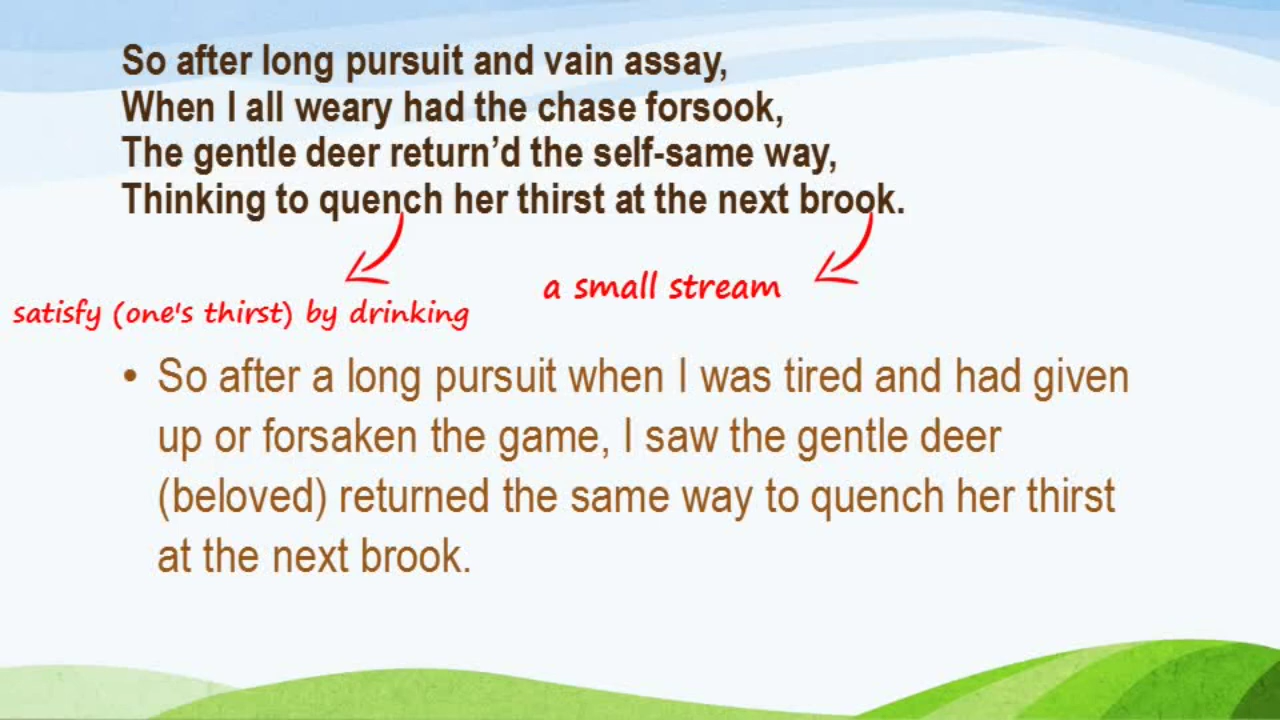 So after long pursuit and vain assay,
When I all weary had the chase forsook,
The gentle deer return’d the self-same way,
Thinking to quench her thirst at the next brook.
a small stream
satisfy (one's thirst) by drinking
• So after a long pursuit when I was tired and had given
up or forsaken the game, I saw the gentle deer
(beloved) returned the same way to quench her thirst
at the next brook.